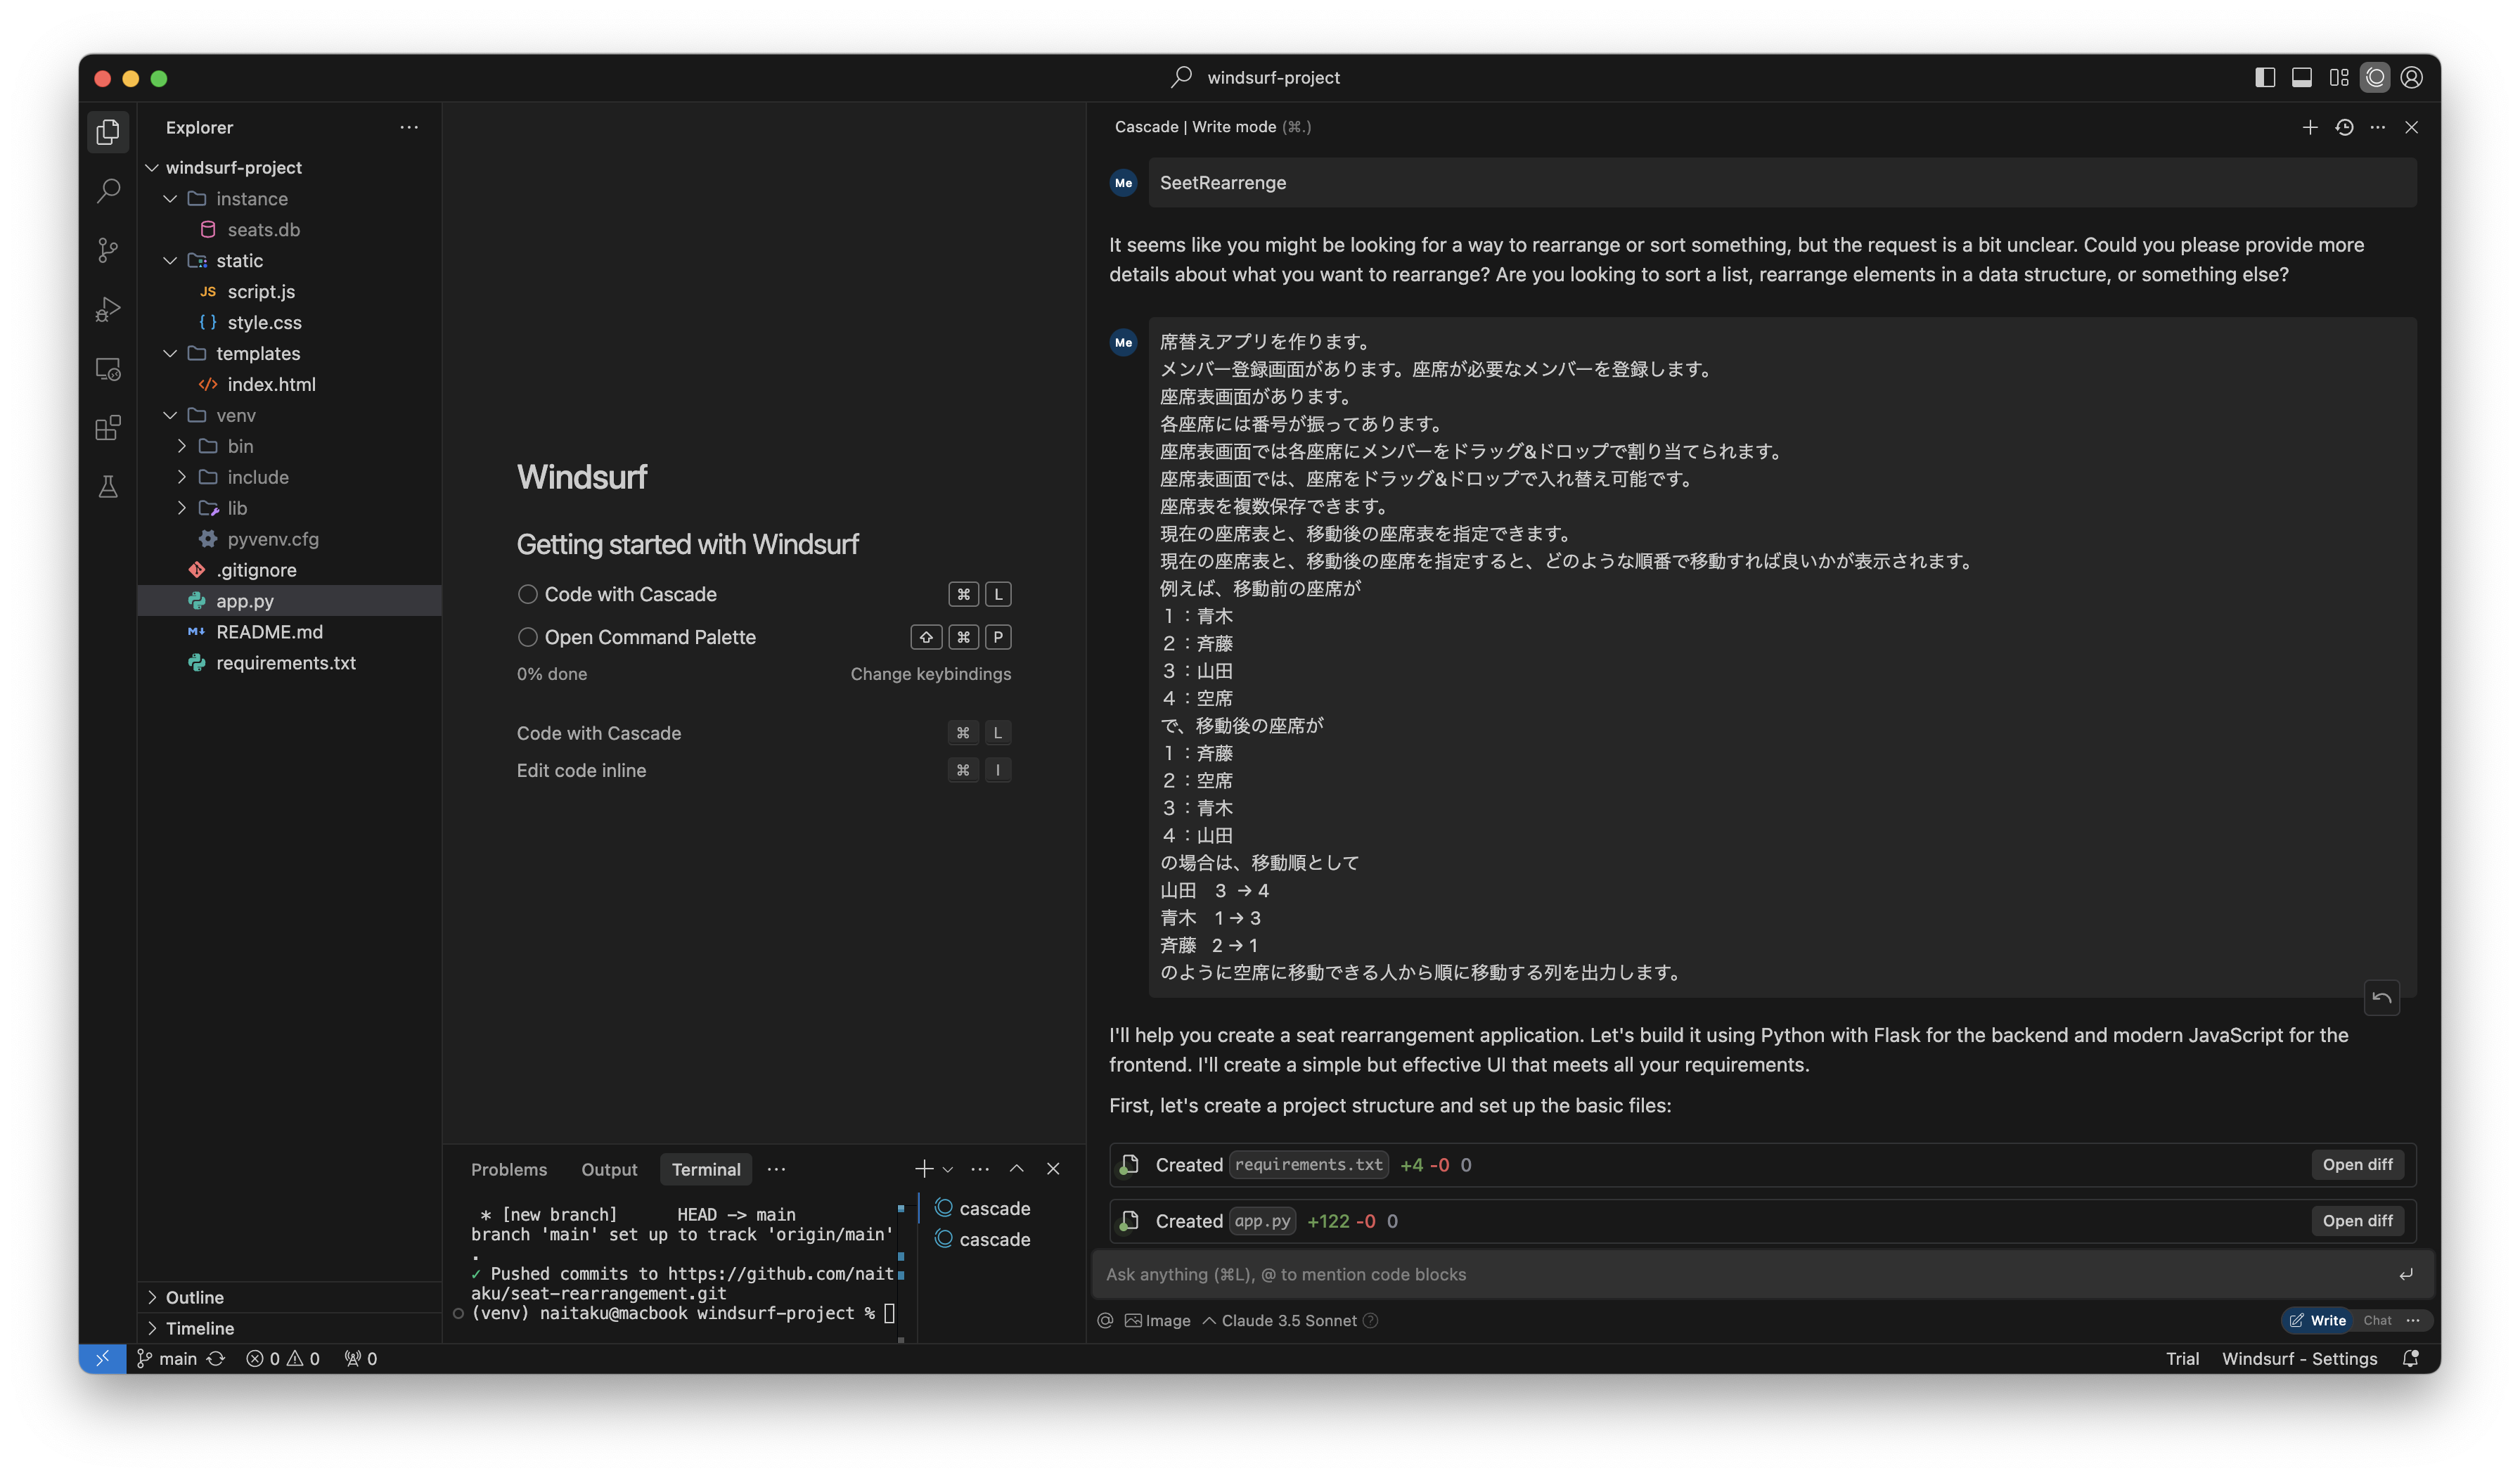 windsurf-project
Explorer
windsurf-project
instance
seats.db
static
JS script.js
{ } style.css
templates
</> index.html
venv
bin
include
lib
pyvenv.cfg
.gitignore
app.py
M↓ README.md
requirements.txt
Outline
Timeline
Windsurf
Getting started with Windsurf
Code with Cascade ⌘ L
Open Command Palette ⇧ ⌘ P
0% done Change keybindings
Code with Cascade ⌘ L
Edit code inline ⌘ I
Problems Output Terminal
* [new branch] HEAD -> main
branch 'main' set up to track 'origin/main'
.
✓ Pushed commits to https://github.com/nait
aku/seat-rearrangement.git
(venv) naitaku@macbook windsurf-project %
cascade
cascade
Cascade | Write mode (⌘.)
Me SeetRearrenge
It seems like you might be looking for a way to rearrange or sort something, but the request is a bit unclear. Could you please provide more
details about what you want to rearrange? Are you looking to sort a list, rearrange elements in a data structure, or something else?
Me 席替えアプリを作ります。
メンバー登録画面があります。座席が必要なメンバーを登録します。
座席表画面があります。
各座席には番号が振ってあります。
座席表画面では各座席にメンバーをドラッグ&ドロップで割り当てられます。
座席表画面では、座席をドラッグ&ドロップで入れ替え可能です。
座席表を複数保存できます。
現在の座席表と、移動後の座席表を指定できます。
現在の座席表と、移動後の座席を指定すると、どのような順番で移動すれば良いかが表示されます。
例えば、移動前の座席が
１：青木
２：斉藤
３：山田
４：空席
で、移動後の座席が
１：斉藤
２：空席
３：青木
４：山田
の場合は、移動順として
山田　3 → 4
青木　1 → 3
斉藤　2 → 1
のように空席に移動できる人から順に移動する列を出力します。
I'll help you create a seat rearrangement application. Let's build it using Python with Flask for the backend and modern JavaScript for the
frontend. I'll create a simple but effective UI that meets all your requirements.
First, let's create a project structure and set up the basic files:
Created requirements.txt +4 -0 0 Open diff
Created app.py +122 -0 0 Open diff
Ask anything (⌘L), @ to mention code blocks
@ Image Claude 3.5 Sonnet ? Write Chat
main 0 0 0 Trial Windsurf - Settings